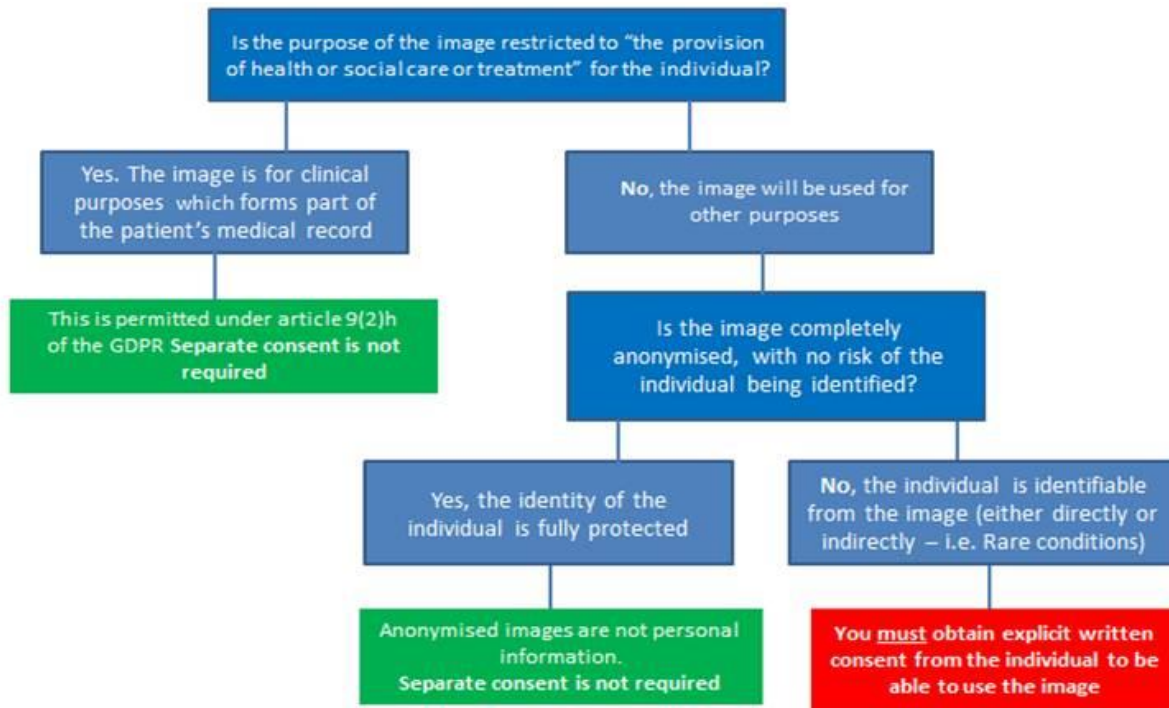 Is the purpose of the image restricted to “the provision
of health or social care or treatment” for the individual?
Yes. The image is for clinical
purposes which forms part of
the patient’s medical record
No, the image will be used for
other purposes
This is permitted under article 9(2)h
of the GDPR Separate consent is not
required
Is the image completely
anonymised, with no risk of the
individual being identified?
Yes, the identity of the
individual is fully protected
No, the individual is identifiable
from the image (either directly or
indirectly – i.e. Rare conditions)
Anonymised images are not personal
information.
Separate consent is not required
You must obtain explicit written
consent from the individual to be
able to use the image